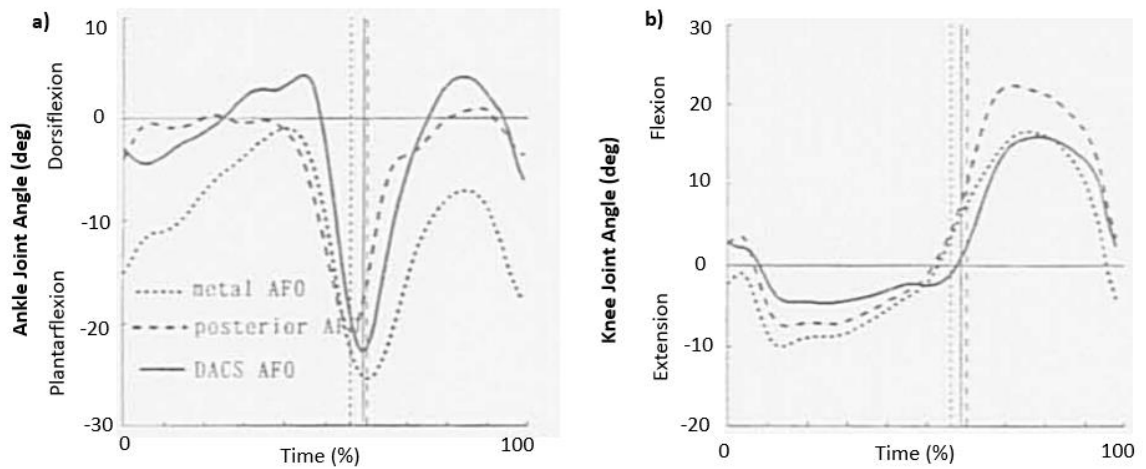 a)
10
0
-10
-20
-30
Ankle Joint Angle (deg)
Dorsiflexion
Plantarflexion
metal AFO
posterior AF
DACS AFO
0
100
Time (%)
b)
30
20
10
0
-10
-20
Knee Joint Angle (deg)
Flexion
Extension
0
100
Time (%)